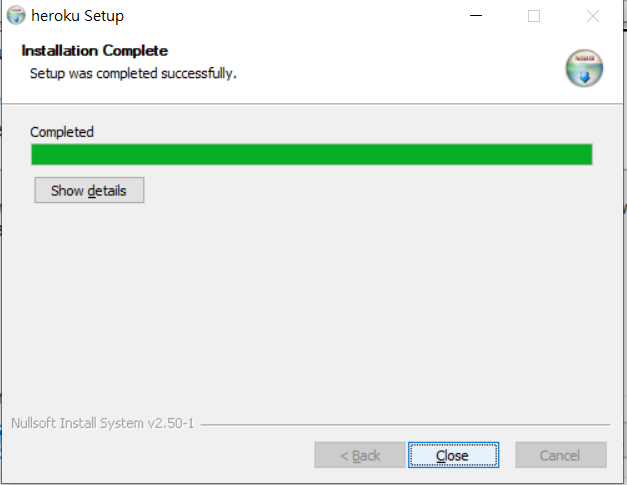 heroku Setup
Installation Complete
Setup was completed successfully.
Completed
Show details
Nullsoft Install System v2.50-1
< Back
Close
Cancel